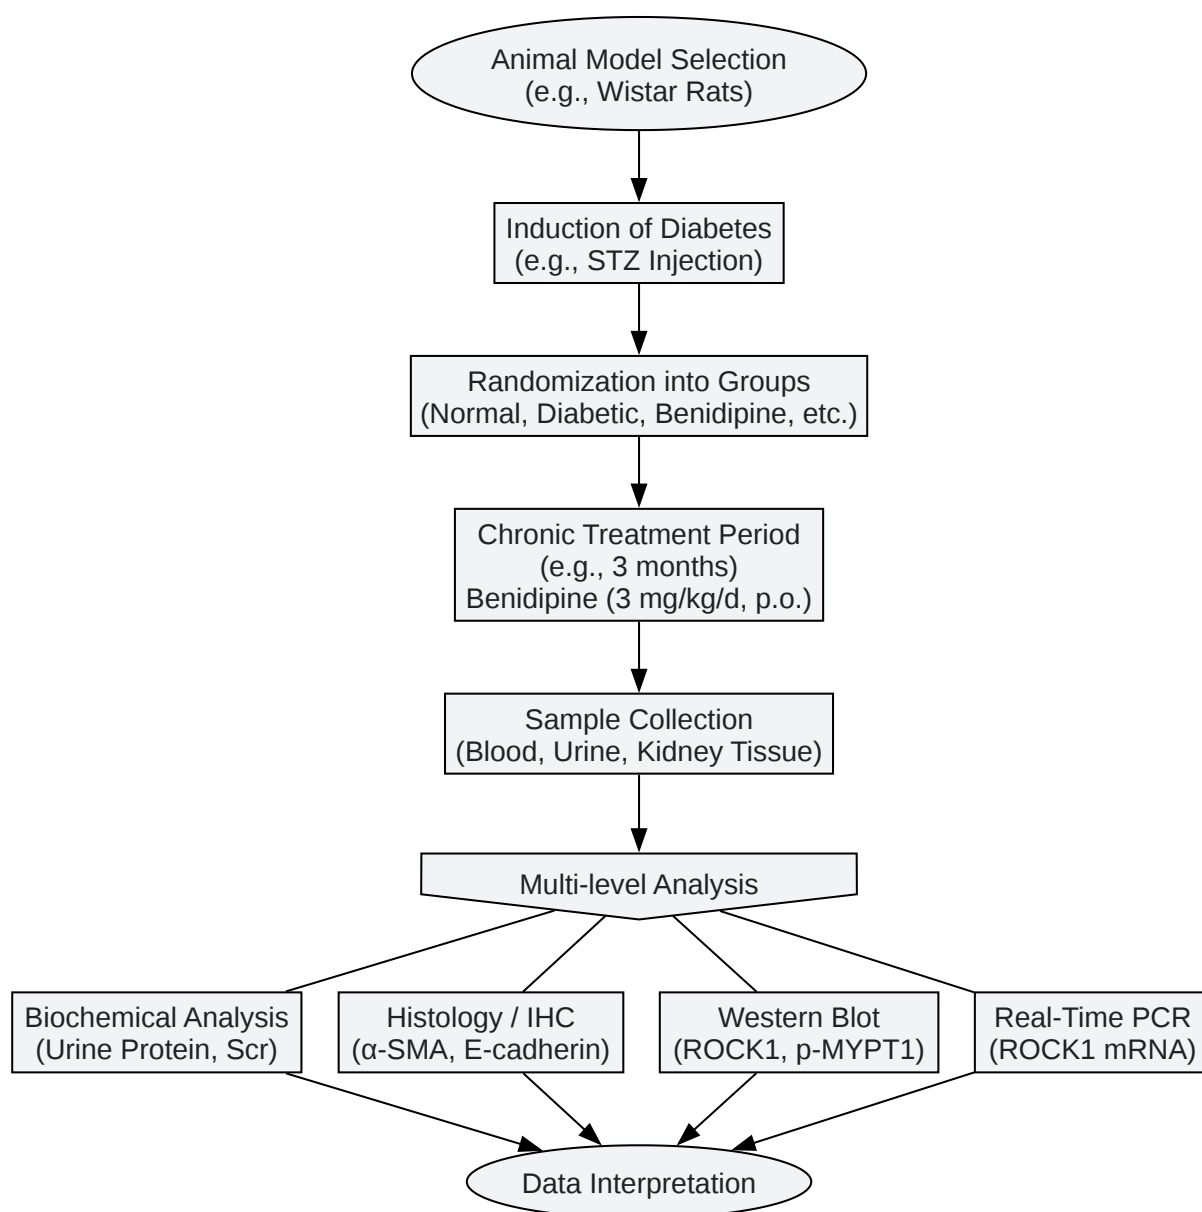 Animal Model Selection
(e.g., Wistar Rats)
Induction of Diabetes
(e.g., STZ Injection)
Randomization into Groups
(Normal, Diabetic, Benidipine, etc.)
Chronic Treatment Period
(e.g., 3 months)
Benidipine (3 mg/kg/d, p.o.)
Sample Collection
(Blood, Urine, Kidney Tissue)
Multi-level Analysis
Biochemical Analysis
(Urine Protein, Scr)
Histology / IHC
(α-SMA, E-cadherin)
Western Blot
(ROCK1, p-MYPT1)
Real-Time PCR
(ROCK1 mRNA)
Data Interpretation